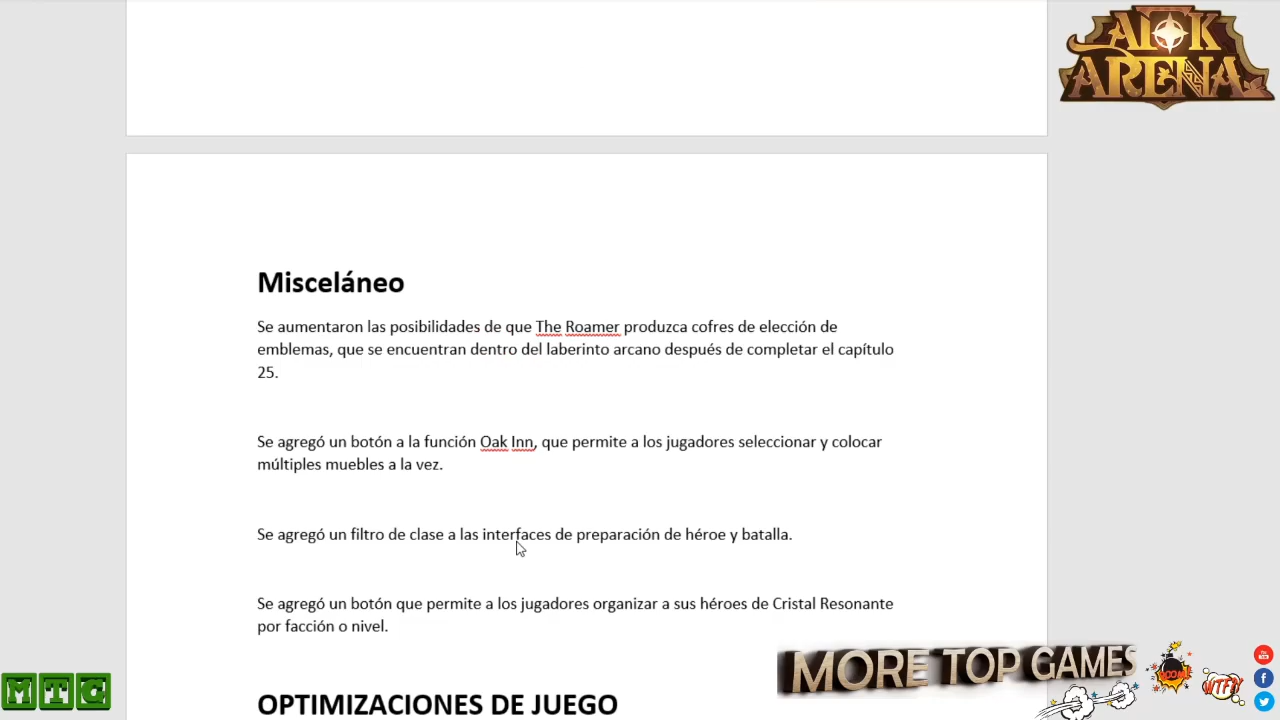 AFK
ARENA
Misceláneo
Se aumentaron las posibilidades de que The Roamer produzca cofres de elección de
emblemas, que se encuentran dentro del laberinto arcano después de completar el capítulo
25.
Se agregó un botón a la función Oak Inn, que permite a los jugadores seleccionar y colocar
múltiples muebles a la vez.
Se agregó un filtro de clase a las interfaces de preparación de héroe y batalla.
Se agregó un botón que permite a los jugadores organizar a sus héroes de Cristal Resonante
por facción o nivel.
OPTIMIZACIONES DE JUEGO
MORE TOP GAMES
BOOM!
WTF?!
MTG